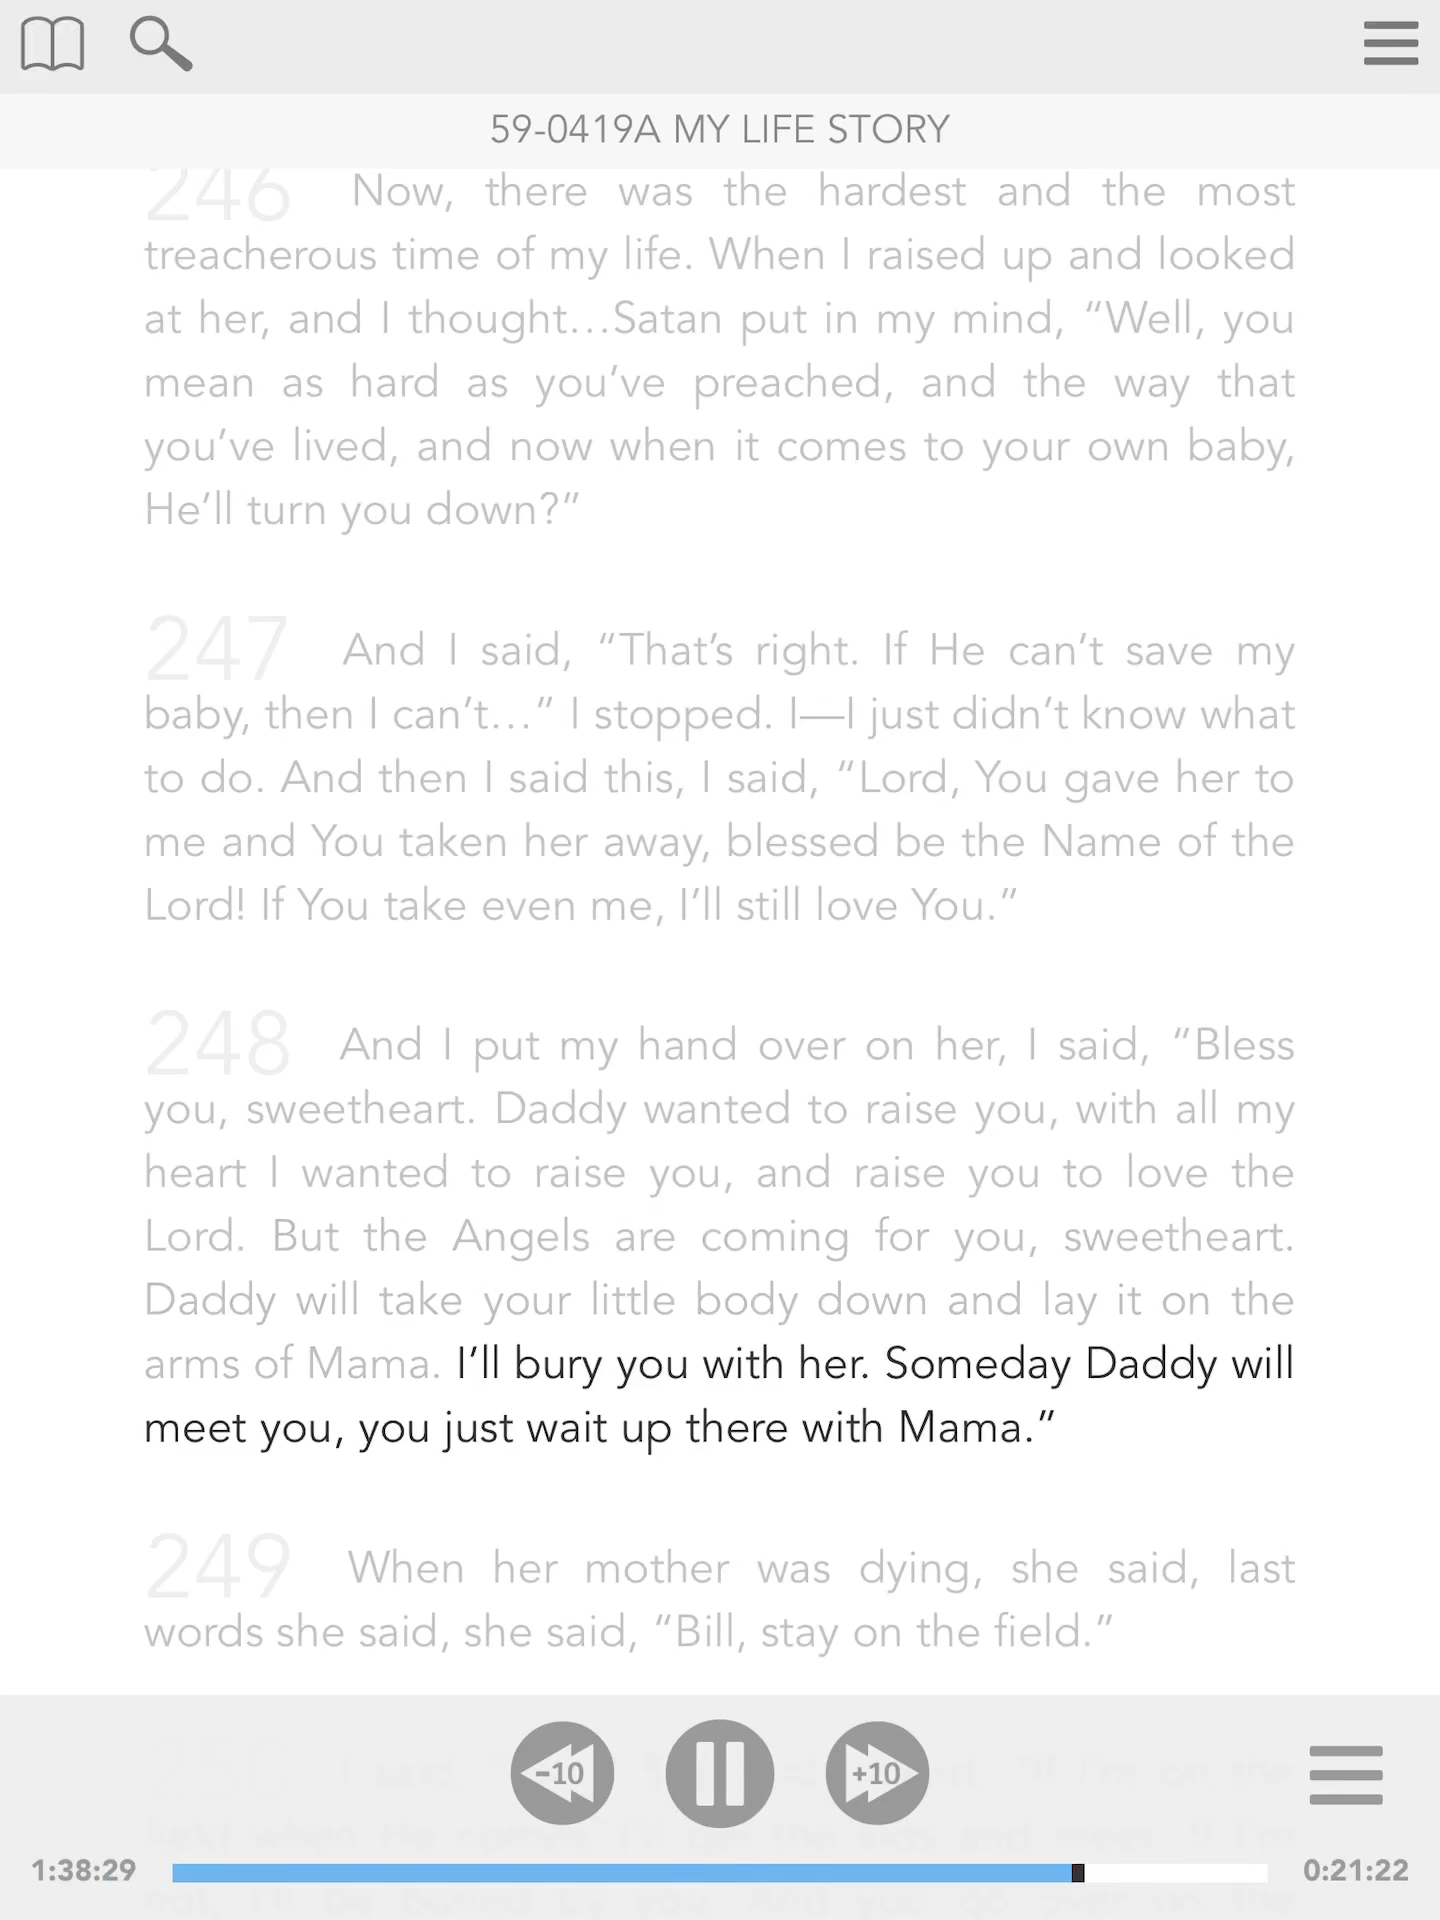 59-0419A MY LIFE STORY
246 Now, there was the hardest and the most
treacherous time of my life. When I raised up and looked
at her, and I thought…Satan put in my mind, “Well, you
mean as hard as you’ve preached, and the way that
you’ve lived, and now when it comes to your own baby,
He’ll turn you down?”
247 And I said, “That’s right. If He can’t save my
baby, then I can’t…” I stopped. I—I just didn’t know what
to do. And then I said this, I said, “Lord, You gave her to
me and You taken her away, blessed be the Name of the
Lord! If You take even me, I’ll still love You.”
248 And I put my hand over on her, I said, “Bless
you, sweetheart. Daddy wanted to raise you, with all my
heart I wanted to raise you, and raise you to love the
Lord. But the Angels are coming for you, sweetheart.
Daddy will take your little body down and lay it on the
arms of Mama. I’ll bury you with her. Someday Daddy will
meet you, you just wait up there with Mama.”
249 When her mother was dying, she said, last
words she said, she said, “Bill, stay on the field.”
-10 +10
1:38:29 0:21:22